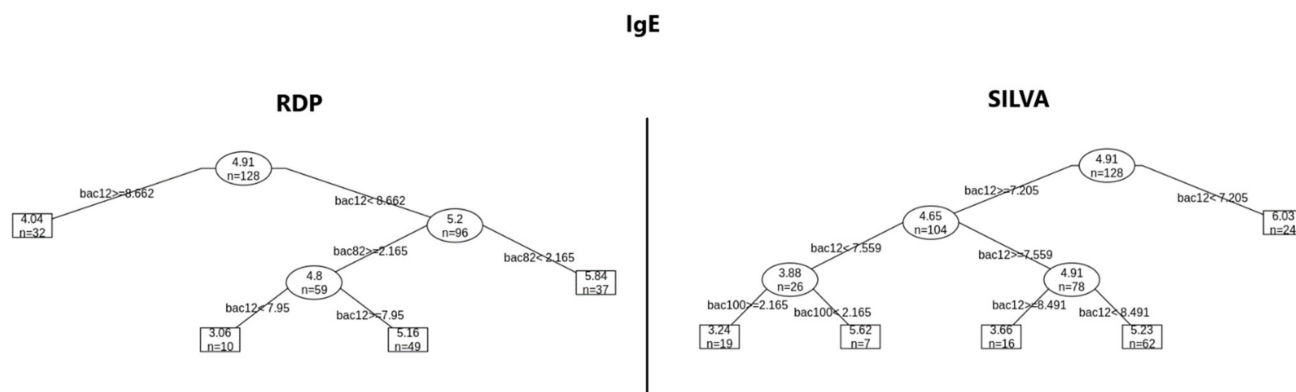 IgE
RDP
4.91
n=128
bac12>=8.662
bac12< 8.662
4.04
n=32
5.2
n=96
bac82>=2.165
bac82< 2.165
4.8
n=59
5.84
n=37
bac12< 7.95
bac12>=7.95
3.06
n=10
5.16
n=49
SILVA
4.91
n=128
bac12>=7.205
bac12< 7.205
4.65
n=104
6.03
n=24
bac12< 7.559
bac12>=7.559
3.88
n=26
4.91
n=78
bac100>=2.165
bac100< 2.165
bac12>=8.491
bac12< 8.491
3.24
n=19
5.62
n=7
3.66
n=16
5.23
n=62